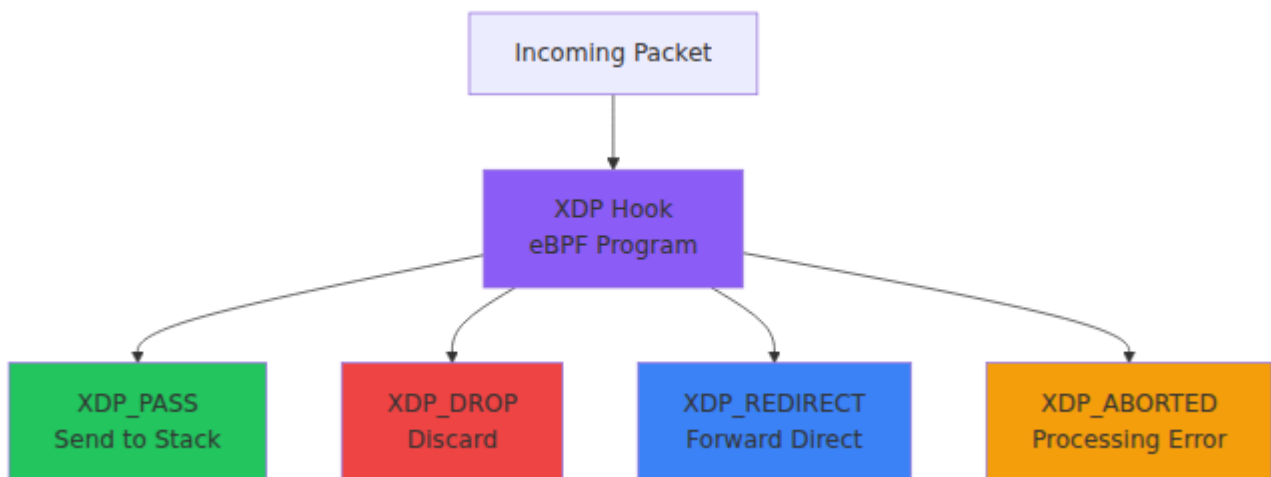 Incoming Packet
XDP Hook
eBPF Program
XDP_PASS
Send to Stack
XDP_DROP
Discard
XDP_REDIRECT
Forward Direct
XDP_ABORTED
Processing Error